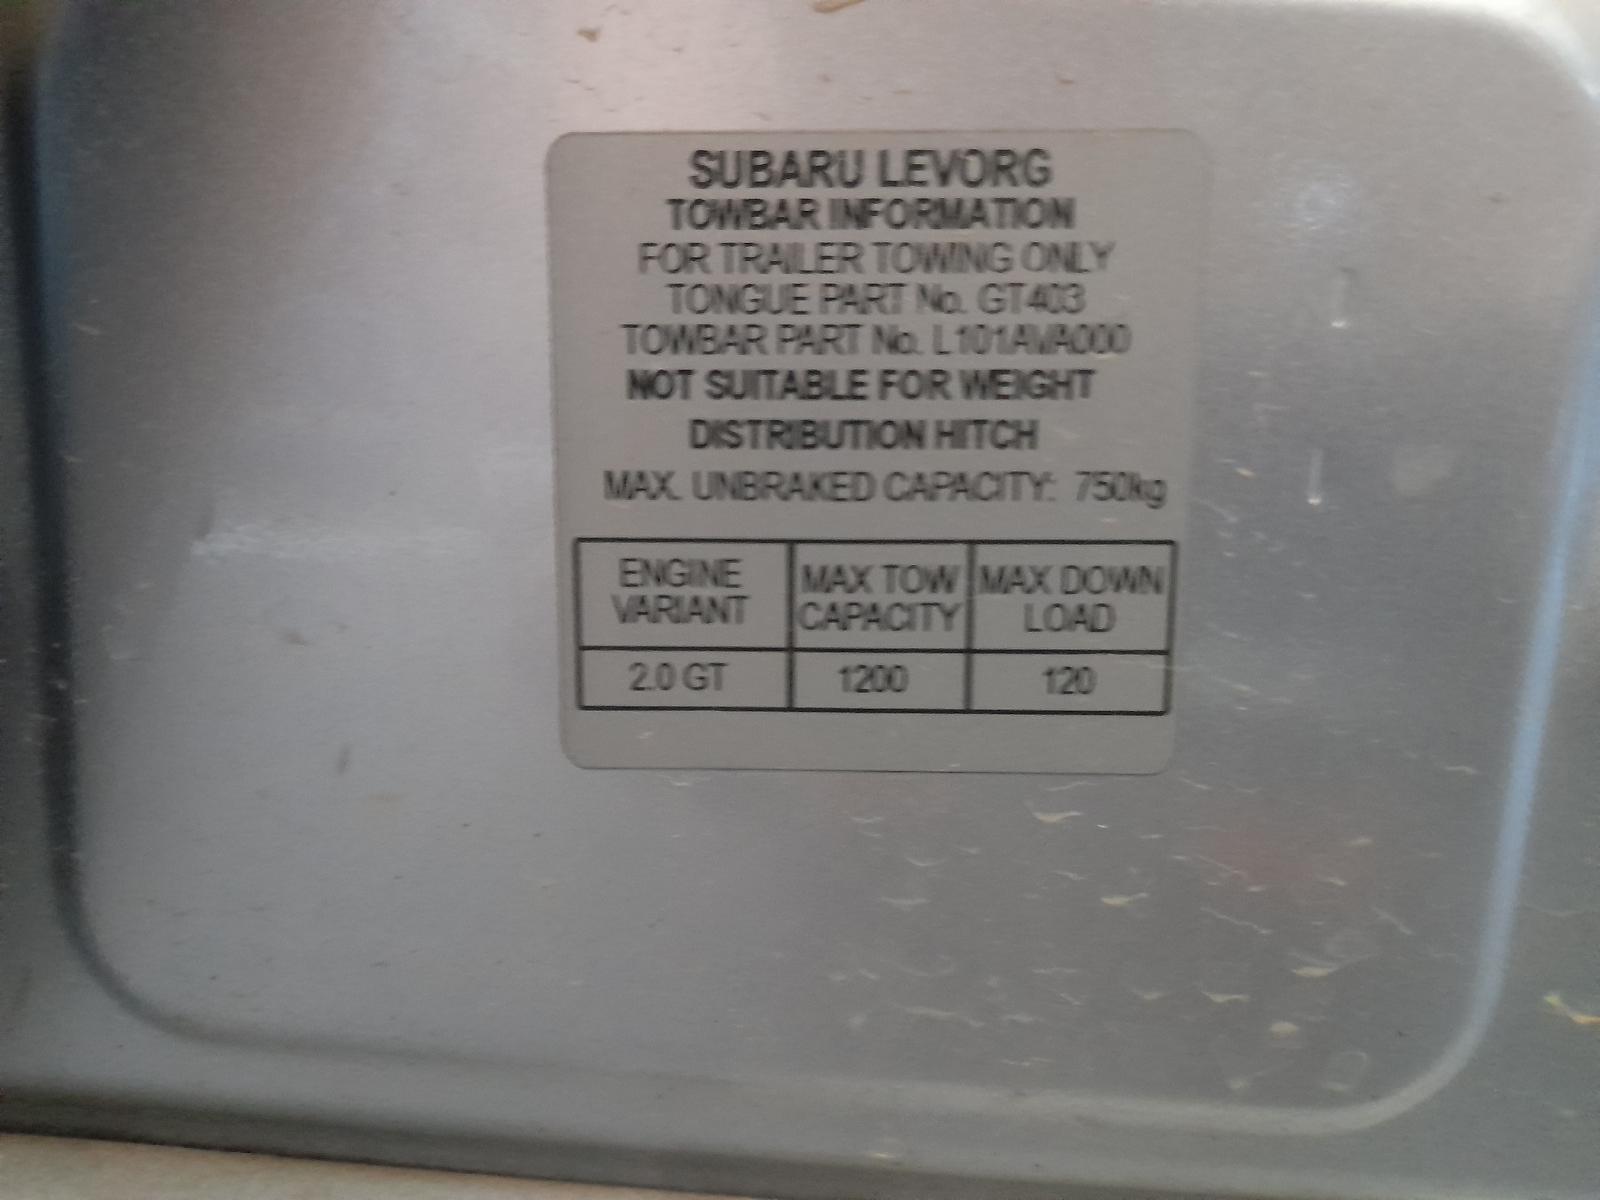 SUBARU LEVORG
TOWBAR INFORMATION
FOR TRAILER TOWING ONLY
TONGUE PART No. GT403
TOWBAR PART No. L101AVA000
NOT SUITABLE FOR WEIGHT
DISTRIBUTION HITCH
MAX. UNBRAKED CAPACITY: 750kg
ENGINE VARIANT MAX TOW CAPACITY MAX DOWN LOAD
2.0 GT 1200 120